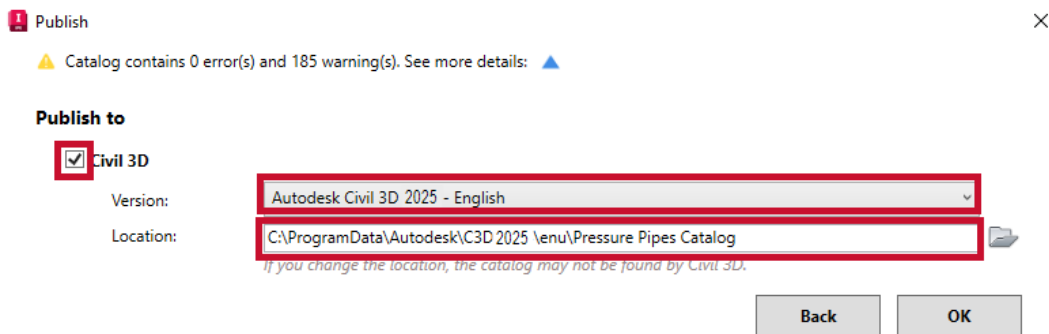 Publish
Catalog contains 0 error(s) and 185 warning(s). See more details:
Publish to
Civil 3D
Version:
Autodesk Civil 3D 2025 - English
Location:
C:\ProgramData\Autodesk\C3D 2025 \enu\Pressure Pipes Catalog
If you change the location, the catalog may not be found by Civil 3D.
Back
OK